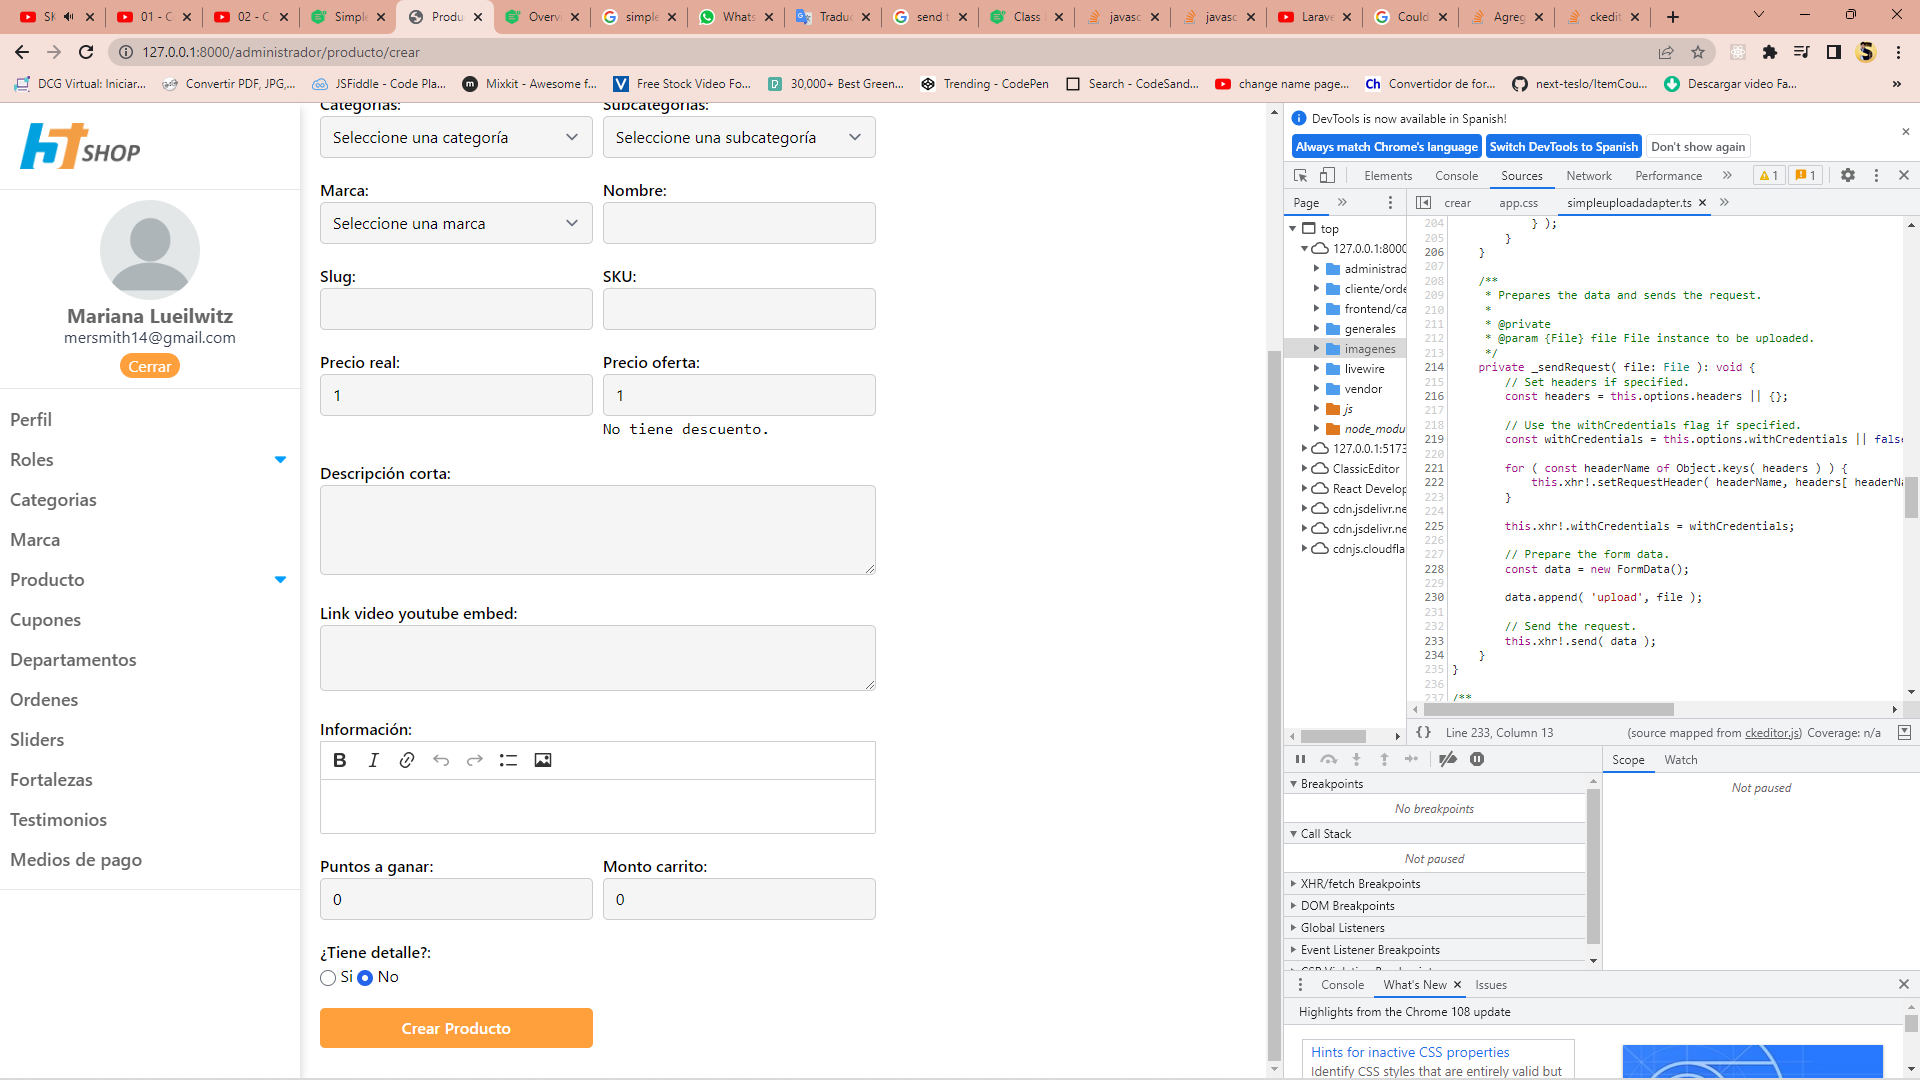 SK
01 - C
02 - C
Simple
Produ
Overv
simple
Whats
Tradu
send t
Class
javasc
javasc
Larave
Could
Agreg
ckedit
127.0.0.1:8000/administrador/producto/crear
DCG Virtual: Iniciar...
Convertir PDF, JPG,...
JSFiddle - Code Pla...
Mixkit - Awesome f...
Free Stock Video Fo...
30,000+ Best Green...
Trending - CodePen
Search - CodeSand...
change name page...
Convertidor de for...
next-teslo/ItemCou...
Descargar video Fa...
HT SHOP
Mariana Lueilwitz
mersmith14@gmail.com
Cerrar
Perfil
Roles
Categorias
Marca
Producto
Cupones
Departamentos
Ordenes
Sliders
Fortalezas
Testimonios
Medios de pago
Categorias:
Subcategorias:
Seleccione una categoría
Seleccione una subcategoría
Marca:
Nombre:
Seleccione una marca
Slug:
SKU:
Precio real:
Precio oferta:
1
1
No tiene descuento.
Descripción corta:
Link video youtube embed:
Información:
B I
Puntos a ganar:
Monto carrito:
0
0
¿Tiene detalle?:
Si No
Crear Producto
DevTools is now available in Spanish!
Always match Chrome's language
Switch DevTools to Spanish
Don't show again
Elements
Console
Sources
Network
Performance
1
1
Page
crear
app.css
simpleuploadadapter.ts
top
127.0.0.1:8000
administrad
cliente/orde
frontend/ca
generales
imagenes
livewire
vendor
js
node_modu
127.0.0.1:5173
ClassicEditor
React Develop
cdn.jsdelivr.ne
cdn.jsdelivr.ne
cdnjs.cloudfla
204 } );
205 }
206 }
207
208 /**
209 * Prepares the data and sends the request.
210 *
211 * @private
212 * @param {File} file File instance to be uploaded.
213 */
214 private _sendRequest( file: File ): void {
215 // Set headers if specified.
216 const headers = this.options.headers || {};
217
218 // Use the withCredentials flag if specified.
219 const withCredentials = this.options.withCredentials || false
220
221 for ( const headerName of Object.keys( headers ) ) {
222 this.xhr!.setRequestHeader( headerName, headers[ headerNa
223 }
224
225 this.xhr!.withCredentials = withCredentials;
226
227 // Prepare the form data.
228 const data = new FormData();
229
230 data.append( 'upload', file );
231
232 // Send the request.
233 this.xhr!.send( data );
234 }
235 }
236
237 /**
{} Line 233, Column 13
(source mapped from ckeditor.js) Coverage: n/a
Scope
Watch
Breakpoints
No breakpoints
Not paused
Call Stack
Not paused
XHR/fetch Breakpoints
DOM Breakpoints
Global Listeners
Event Listener Breakpoints
CSP Violation Breakpoints
Console
What's New
Issues
Highlights from the Chrome 108 update
Hints for inactive CSS properties
Identify CSS styles that are entirely valid but